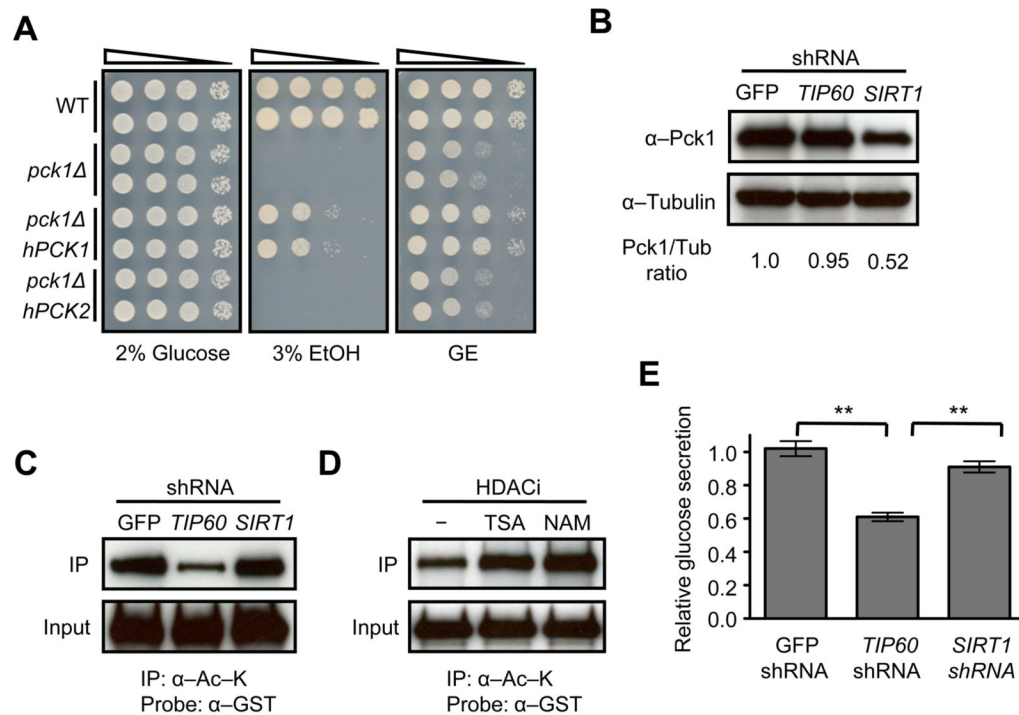 A
WT
pck1Δ
pck1Δ
hPCK1
pck1Δ
hPCK2
2% Glucose
3% EtOH
GE
B
shRNA
GFP TIP60 SIRT1
α–Pck1
α–Tubulin
Pck1/Tub
ratio
1.0 0.95 0.52
C
shRNA
GFP TIP60 SIRT1
IP
Input
IP: α–Ac–K
Probe: α–GST
D
HDACi
– TSA NAM
IP
Input
IP: α–Ac–K
Probe: α–GST
E
Relative glucose secretion
1.0
0.8
0.6
0.4
0.2
0.0
** **
GFP
shRNA
TIP60
shRNA
SIRT1
shRNA